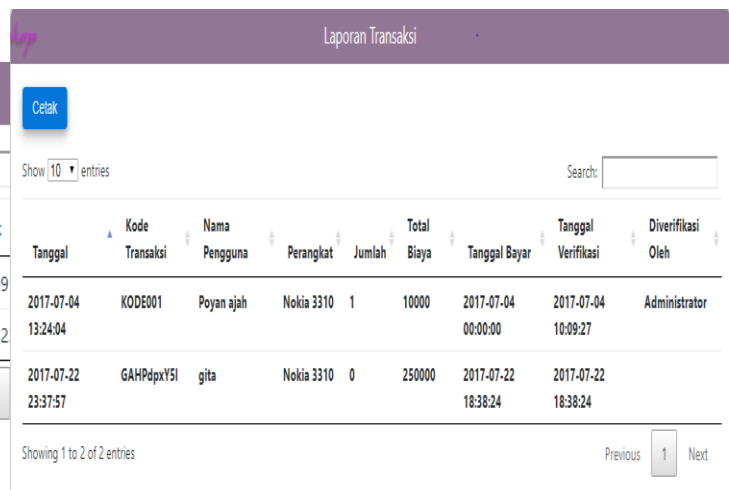 hop
Laporan Transaksi
Cetak
Show 10 entries
Search:
Tanggal
Kode Transaksi
Nama Pengguna
Perangkat
Jumlah
Total Biaya
Tanggal Bayar
Tanggal Verifikasi
Diverifikasi Oleh
2017-07-04 13:24:04
KODE001
Poyan ajah
Nokia 3310
1
10000
2017-07-04 00:00:00
2017-07-04 10:09:27
Administrator
2017-07-22 23:37:57
GAHPdpxY5I
gita
Nokia 3310
0
250000
2017-07-22 18:38:24
2017-07-22 18:38:24
Showing 1 to 2 of 2 entries
Previous 1 Next